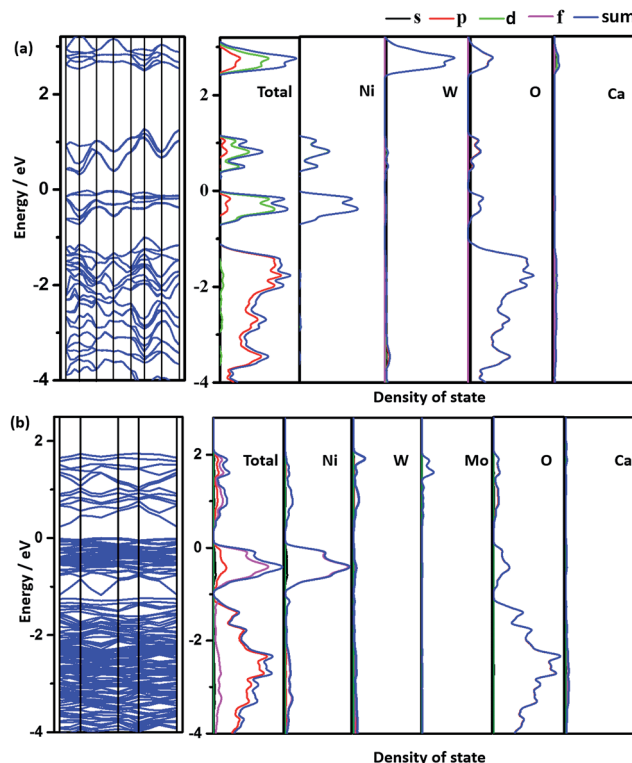 s p d f sum
(a)
Total Ni W O Ca
2
0
-2
-4
Energy / eV
2
0
-2
-4
Density of state
(b)
Total Ni W Mo O Ca
2
0
-2
-4
Energy / eV
2
0
-2
-4
Density of state